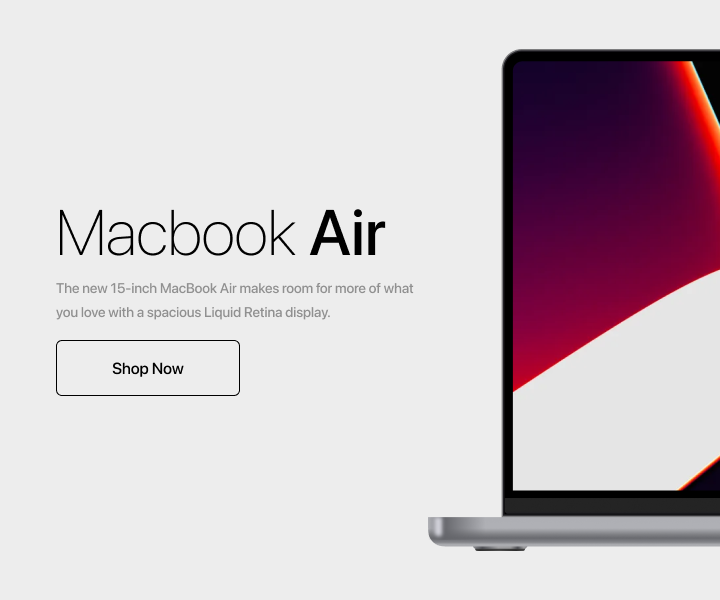 Macbook Air
The new 15-inch MacBook Air makes room for more of what
you love with a spacious Liquid Retina display.
Shop Now